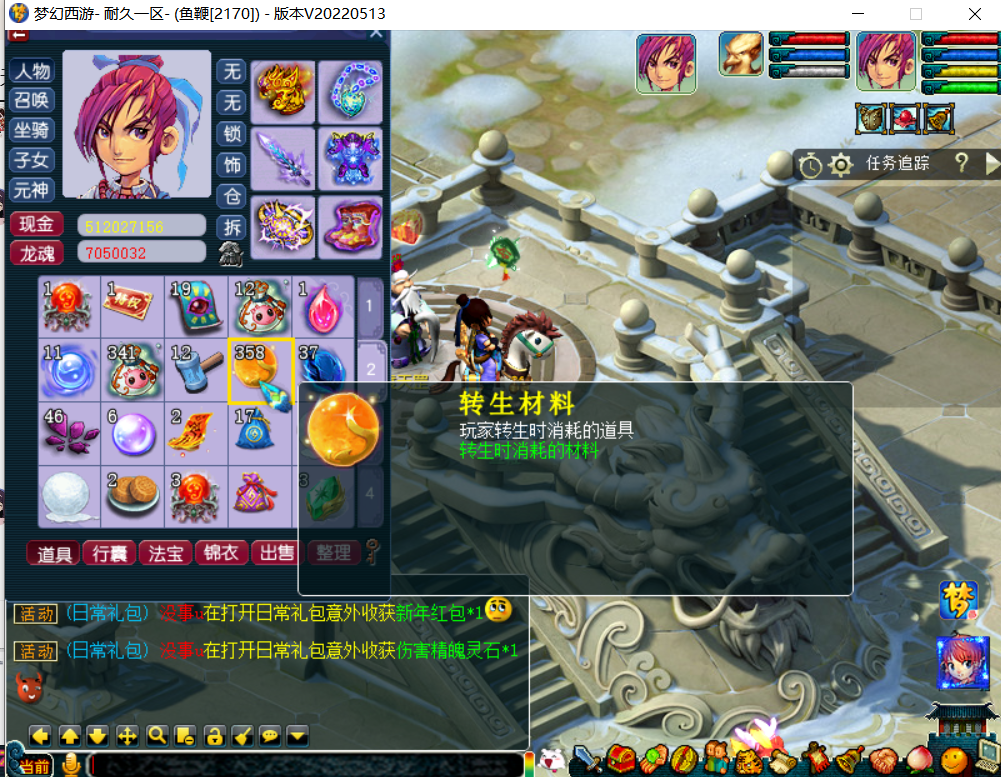 梦幻西游- 耐久一区- (鱼鞭[2170]) - 版本V20220513
人物
召唤
坐骑
子女
元神
无
无
锁
饰
仓
拆
现金 512027156
龙魂 7050032
任务追踪 ?
1 1 19 12 1 1
11 341 12 358 37 2
46 6 2 17
2 3 3 4
转生材料
玩家转生时消耗的道具
转生时消耗的材料
道具 行囊 法宝 锦衣 出售 整理
活动 (日常礼包) 没事u在打开日常礼包意外收获新年红包*1
活动 (日常礼包) 没事u在打开日常礼包意外收获伤害精魄灵石*1
梦
当前